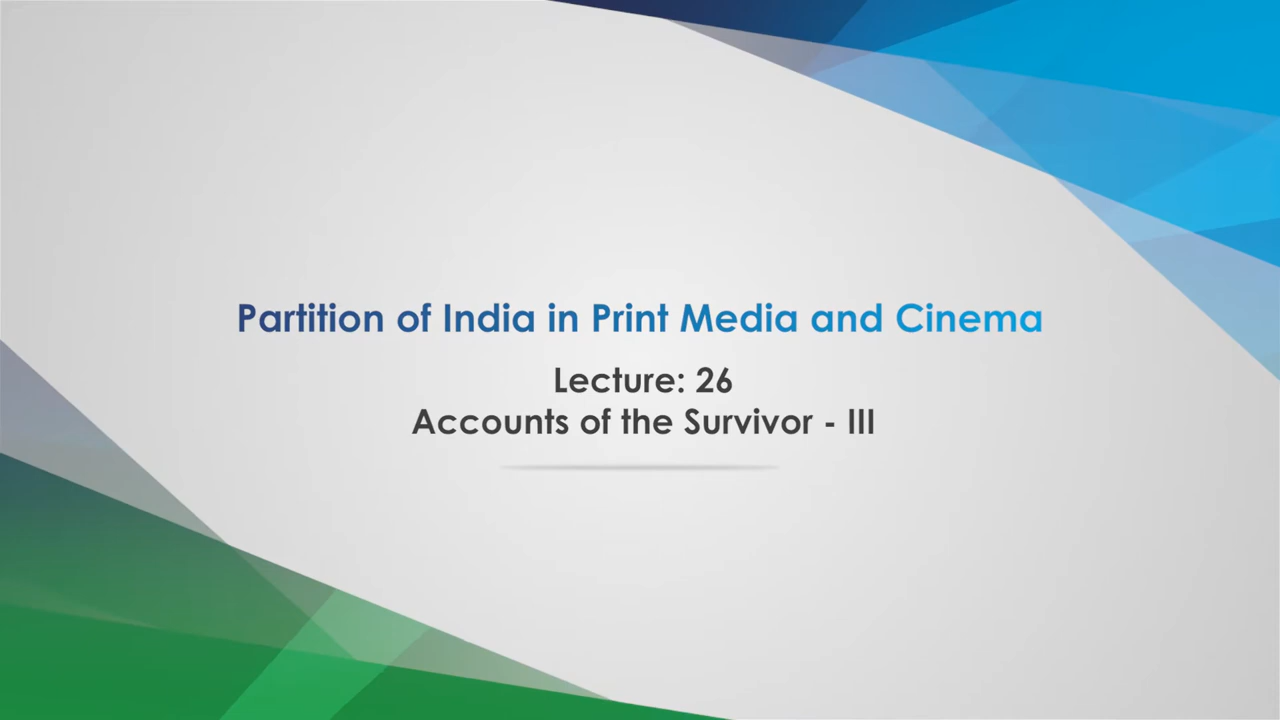 Partition of India in Print Media and Cinema
Lecture: 26
Accounts of the Survivor - III